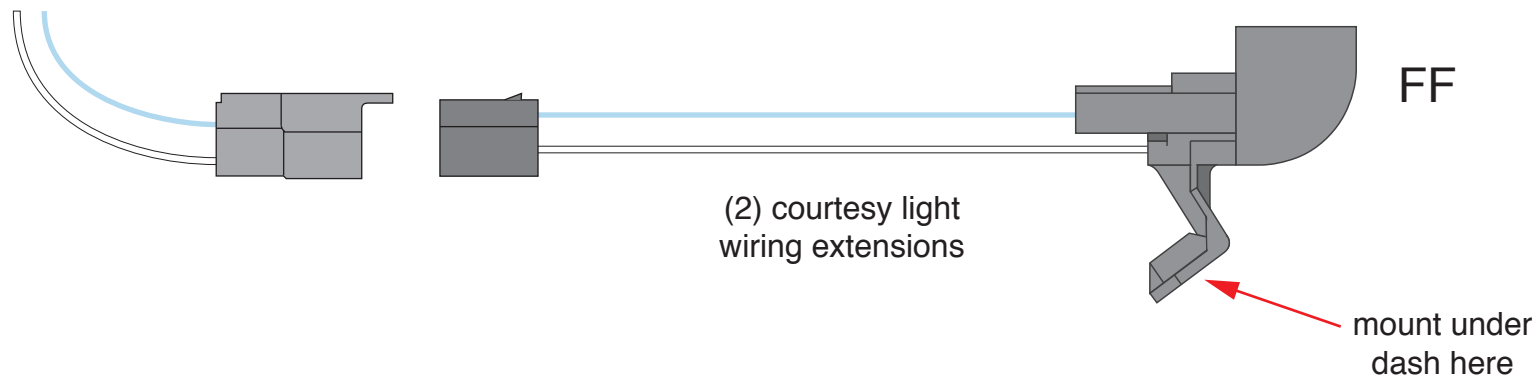 FF
(2) courtesy light
wiring extensions
mount under
dash here